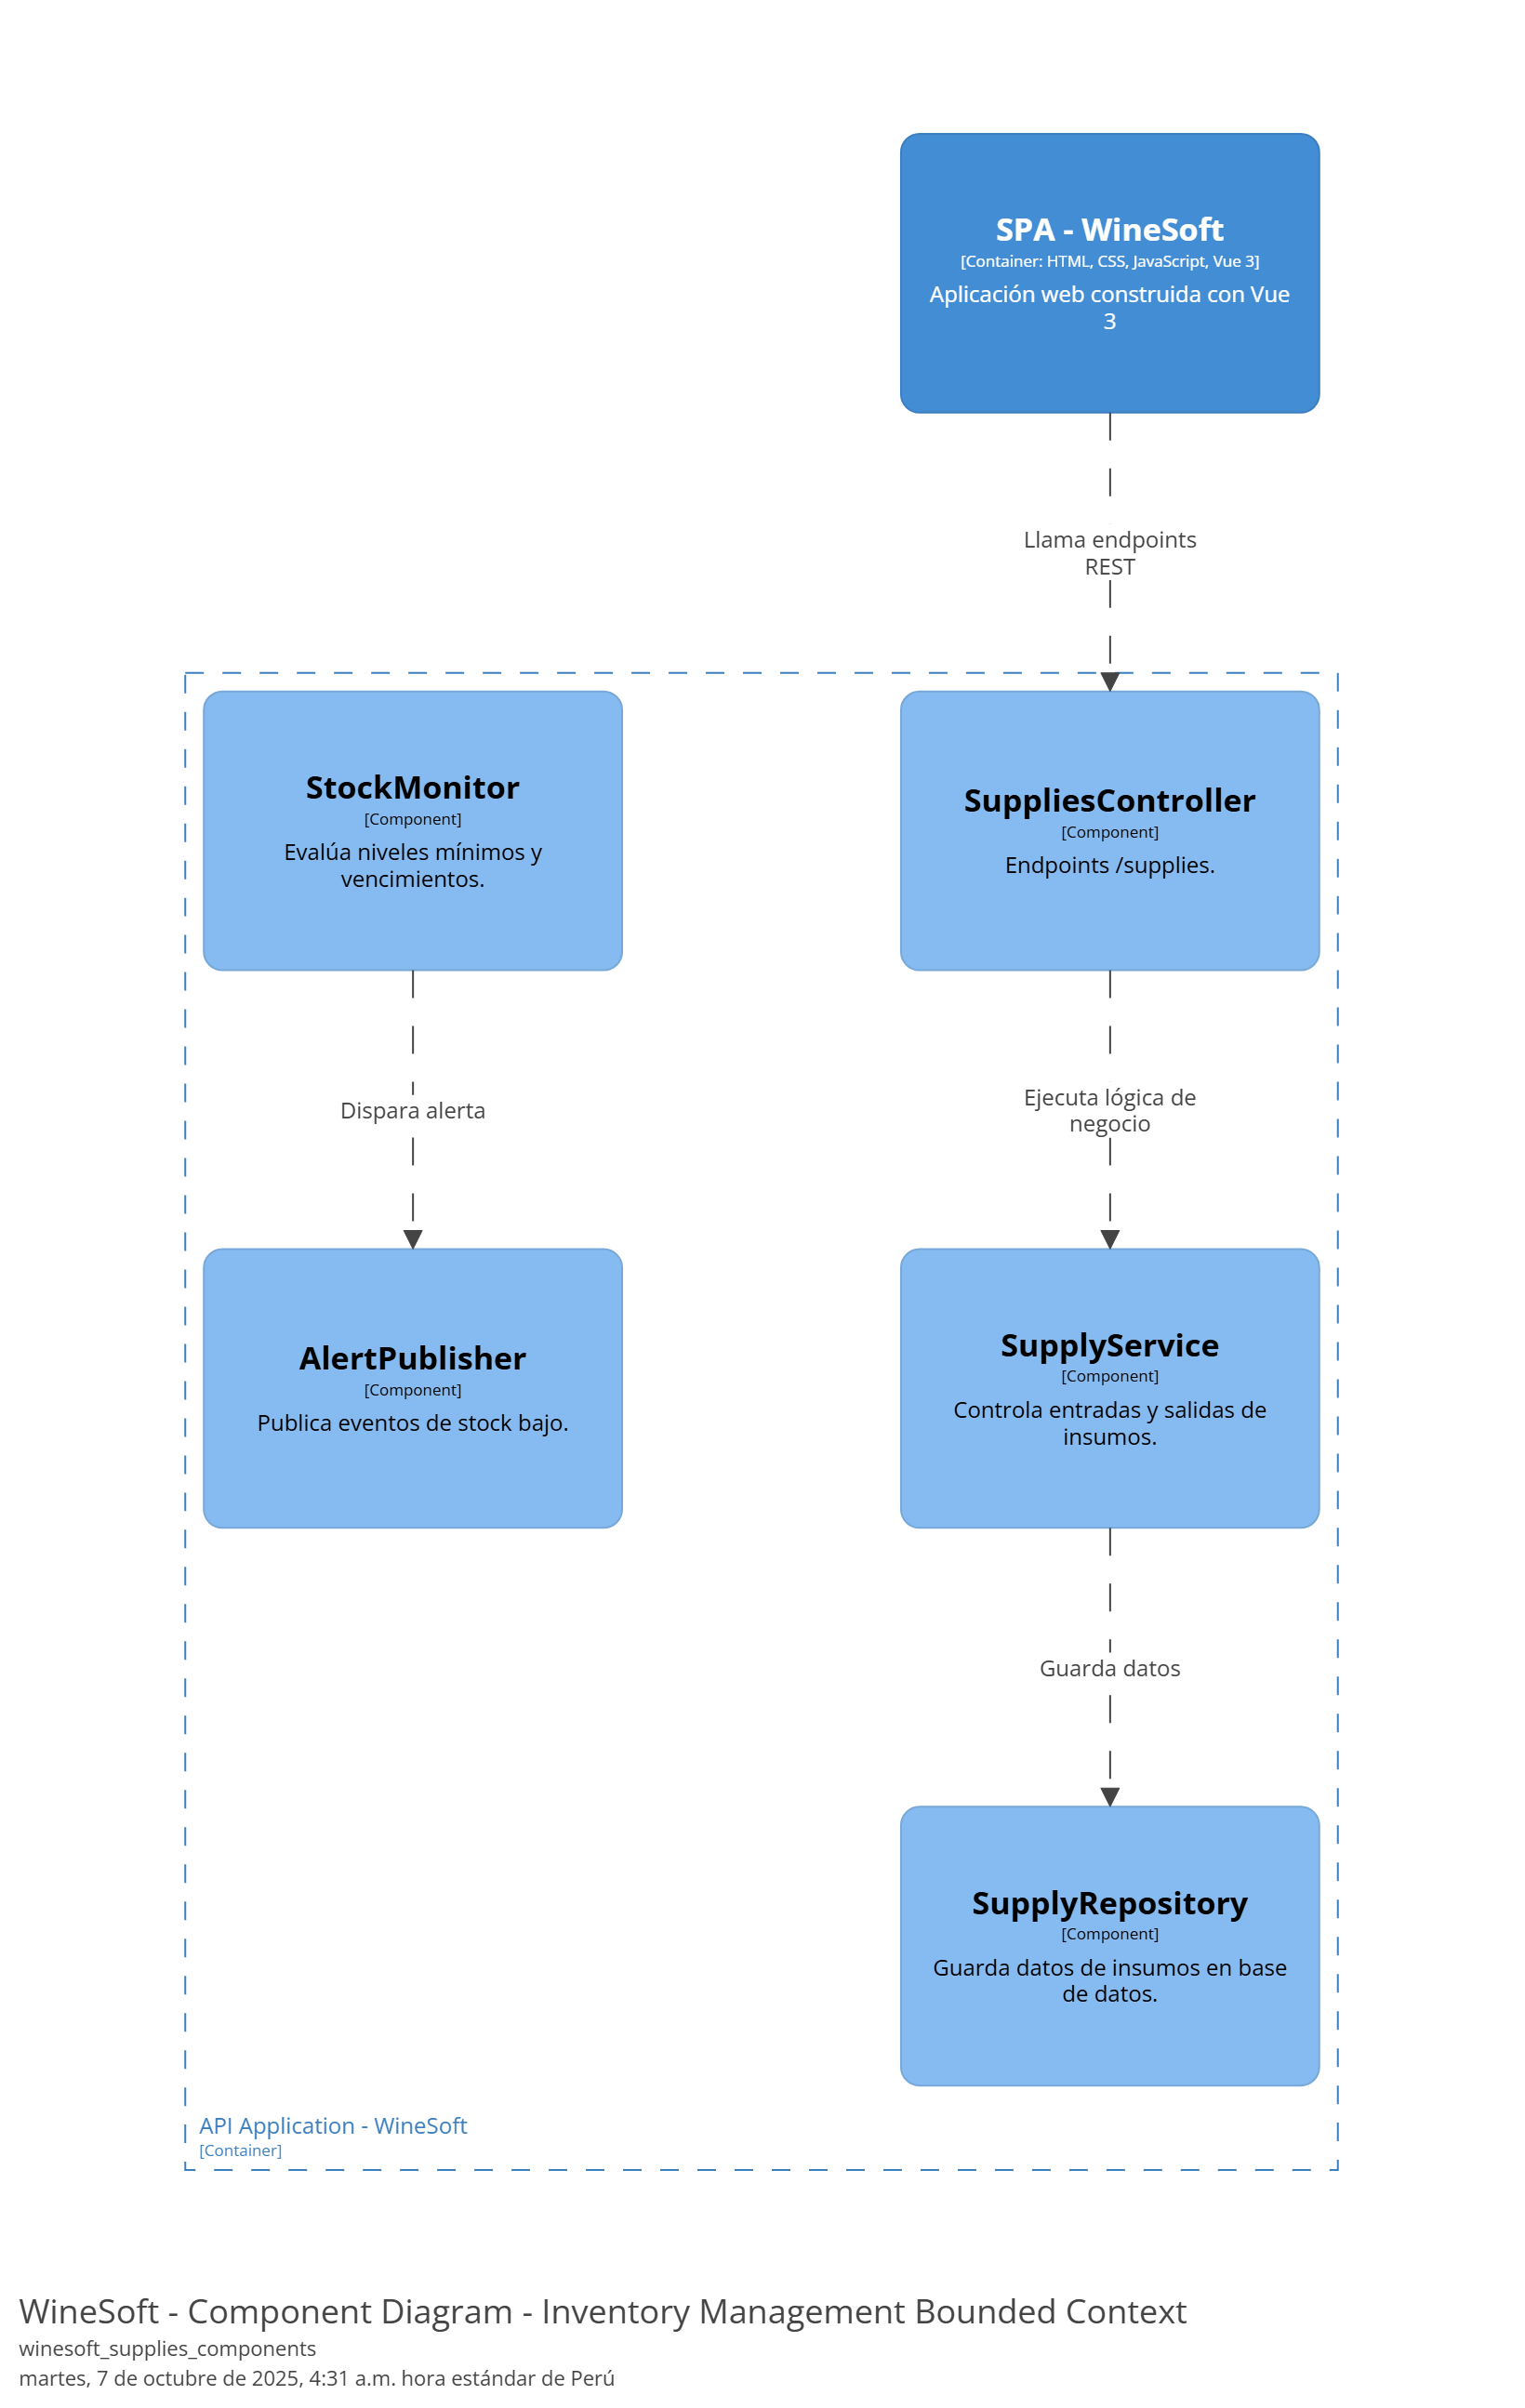 SPA - WineSoft
[Container: HTML, CSS, JavaScript, Vue 3]
Aplicación web construida con Vue
3
Llama endpoints
REST
StockMonitor
[Component]
Evalúa niveles mínimos y
vencimientos.
SuppliesController
[Component]
Endpoints /supplies.
Dispara alerta
Ejecuta lógica de
negocio
AlertPublisher
[Component]
Publica eventos de stock bajo.
SupplyService
[Component]
Controla entradas y salidas de
insumos.
Guarda datos
SupplyRepository
[Component]
Guarda datos de insumos en base
de datos.
API Application - WineSoft
[Container]
WineSoft - Component Diagram - Inventory Management Bounded Context
winesoft_supplies_components
martes, 7 de octubre de 2025, 4:31 a.m. hora estándar de Perú